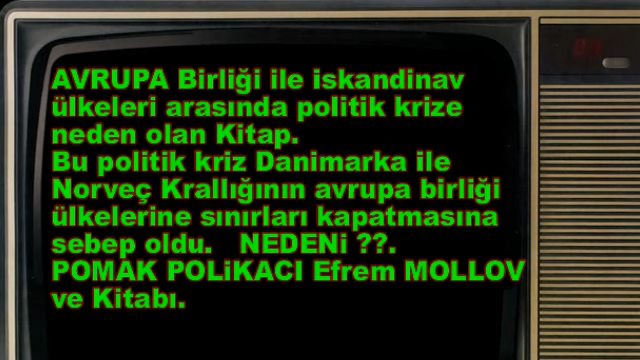 AVRUPA Birliği ile iskandinav
ülkeleri arasında politik krize
neden olan Kitap.
Bu politik kriz Danimarka ile
Norveç Krallığının avrupa birliği
ülkelerine sınırları kapatmasına
sebep oldu. NEDENi ??.
POMAK POLiKACI Efrem MOLLOV
ve Kitabı.